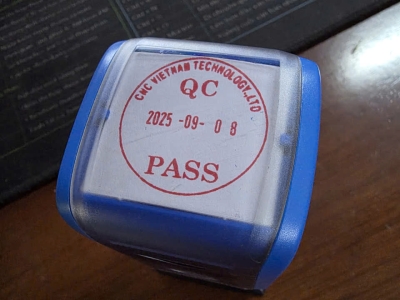 CNC VIETNAM TECHNOLOGY.,LTD
QC
2025 -09- 0 8
PASS